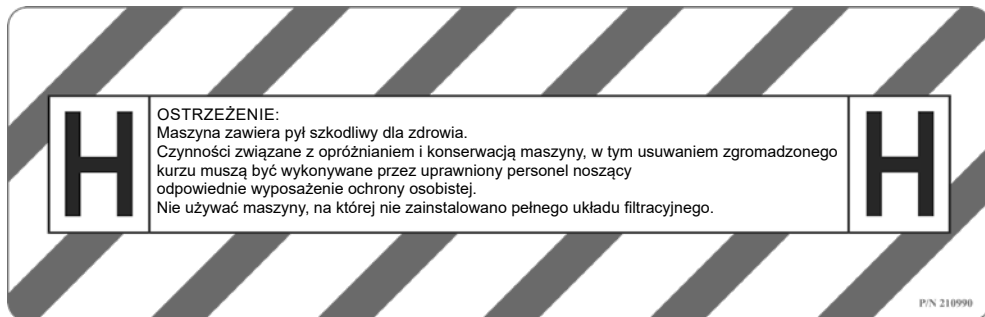 H
OSTRZEŻENIE:
Maszyna zawiera pył szkodliwy dla zdrowia.
Czynności związane z opróżnianiem i konserwacją maszyny, w tym usuwaniem zgromadzonego
kurzu muszą być wykonywane przez uprawniony personel noszący
odpowiednie wyposażenie ochrony osobistej.
Nie używać maszyny, na której nie zainstalowano pełnego układu filtracyjnego.
H
P/N 210990